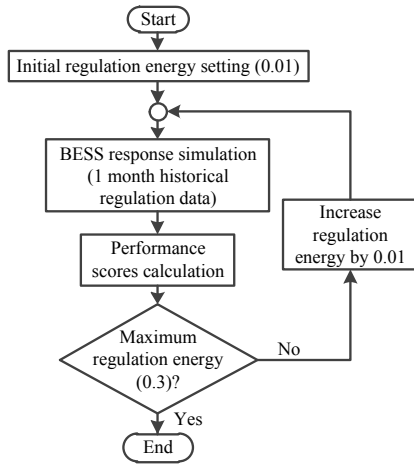 Start
Initial regulation energy setting (0.01)
BESS response simulation
(1 month historical
regulation data)
Increase
regulation
energy by 0.01
Performance
scores calculation
Maximum
regulation energy
(0.3)?
No
Yes
End